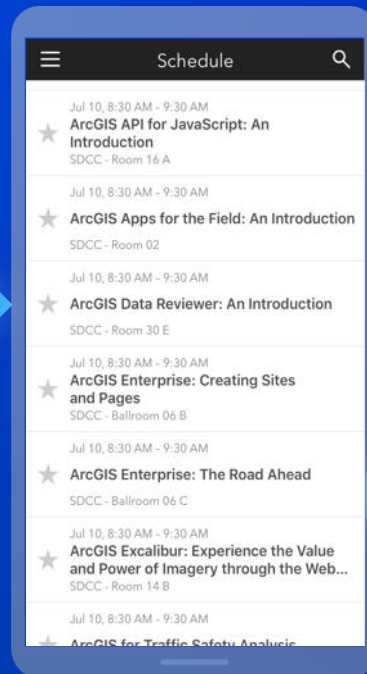 Schedule
Jul 10, 8:30 AM - 9:30 AM
ArcGIS API for JavaScript: An
Introduction
SDCC - Room 16 A
Jul 10, 8:30 AM - 9:30 AM
ArcGIS Apps for the Field: An Introduction
SDCC - Room 02
Jul 10, 8:30 AM - 9:30 AM
ArcGIS Data Reviewer: An Introduction
SDCC - Room 30 E
Jul 10, 8:30 AM - 9:30 AM
ArcGIS Enterprise: Creating Sites
and Pages
SDCC - Ballroom 06 B
Jul 10, 8:30 AM - 9:30 AM
ArcGIS Enterprise: The Road Ahead
SDCC - Ballroom 06 C
Jul 10, 8:30 AM - 9:30 AM
ArcGIS Excalibur: Experience the Value
and Power of Imagery through the Web...
SDCC - Room 14 B
Jul 10, 8:30 AM - 9:30 AM
ArcGIS for Traffic Safety Analysis